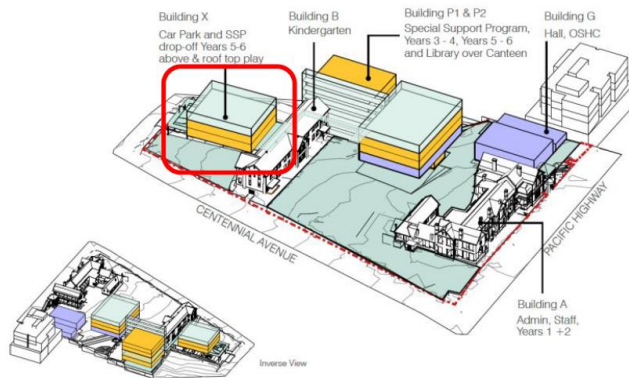 Building X
Car Park and SSP
drop-off Years 5-6
above & roof top play
Building B
Kindergarten
Building P1 & P2
Special Support Program,
Years 3 - 4, Years 5 - 6
and Library over Canteen
Building G
Hall, OSHC
CENTENNIAL AVENUE
PACIFIC HIGHWAY
Building A
Admin, Staff,
Years 1 +2
Inverse View